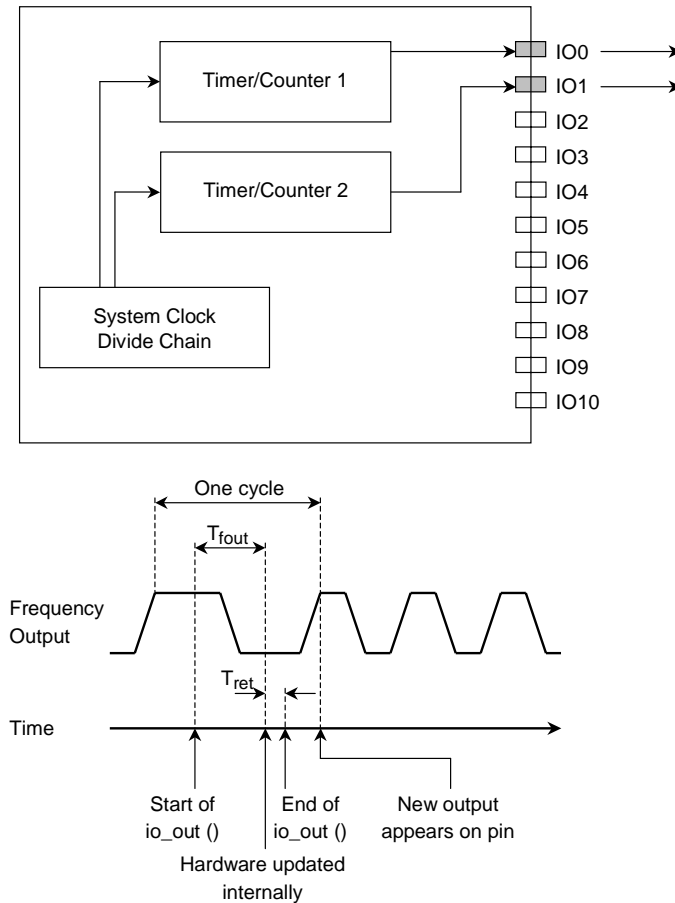 Timer/Counter 1
Timer/Counter 2
System Clock
Divide Chain
IO0
IO1
IO2
IO3
IO4
IO5
IO6
IO7
IO8
IO9
IO10
One cycle
Tfout
Frequency
Output
Tret
Time
Start of
io_out ()
End of
io_out ()
New output
appears on pin
Hardware updated
internally